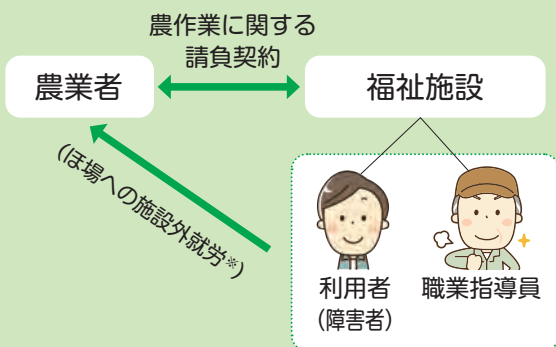 農作業に関する
請負契約
農業者
福祉施設
(ほ場への施設外就労※)
利用者
(障害者)
職業指導員